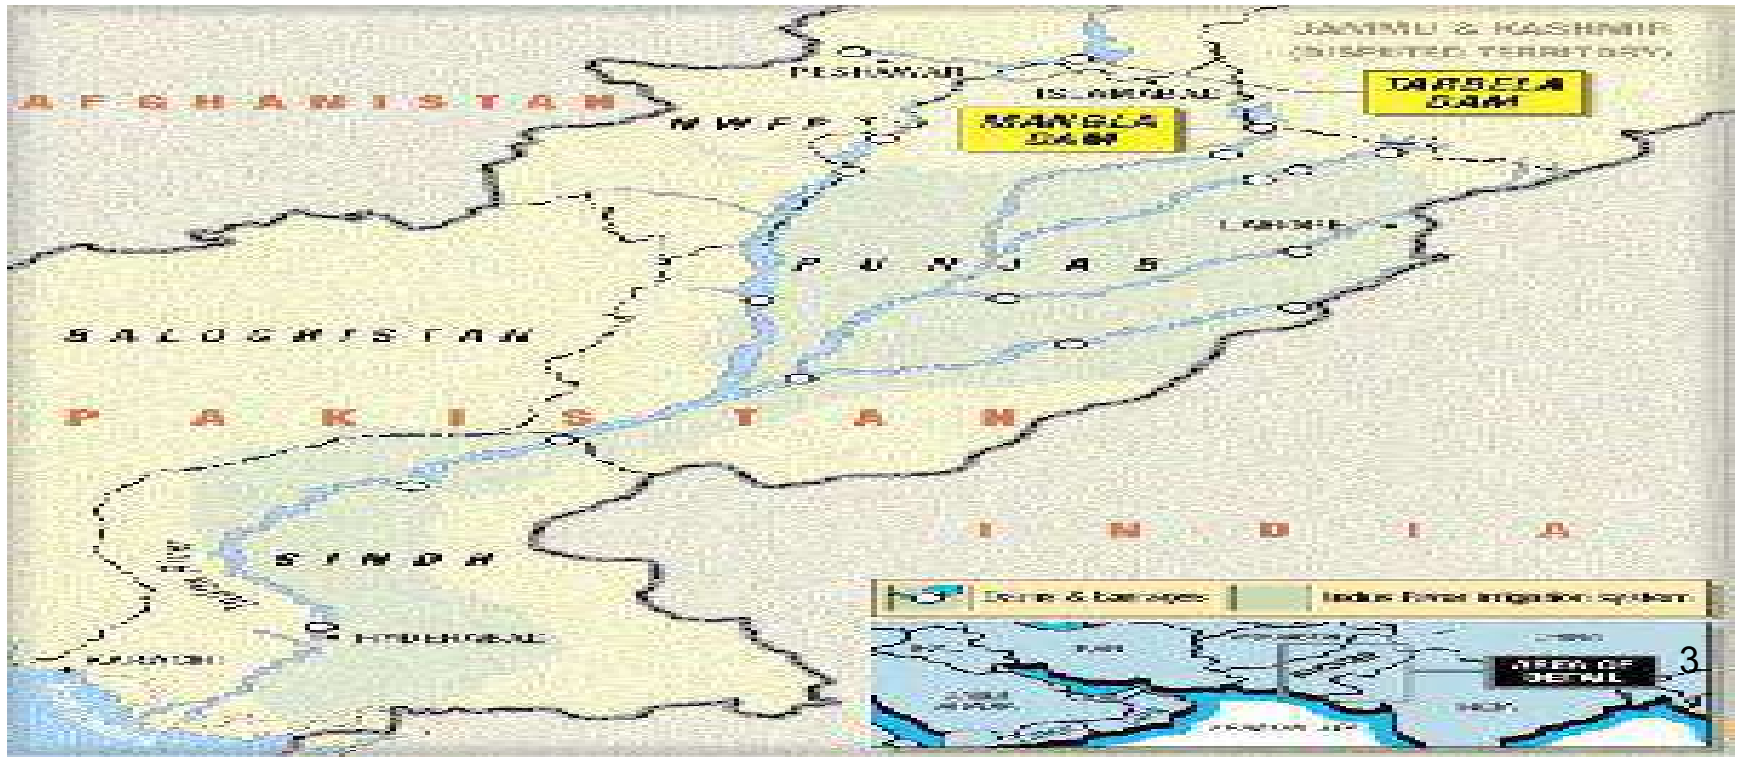 JAMMU & KASHMIR
(DISPUTED TERRITORY)
PESHAWAR
TARBELA
DAM
ISLAMABAD
AFGHANISTAN
NWFP
MANGLA
DAM
LAHORE
PUNJAB
BALOCHISTAN
PAKISTAN
INDIA
SINDH
Dams & barrages
Indus River irrigation system
HYDERABAD
KARACHI
AREA OF
DETAIL
3